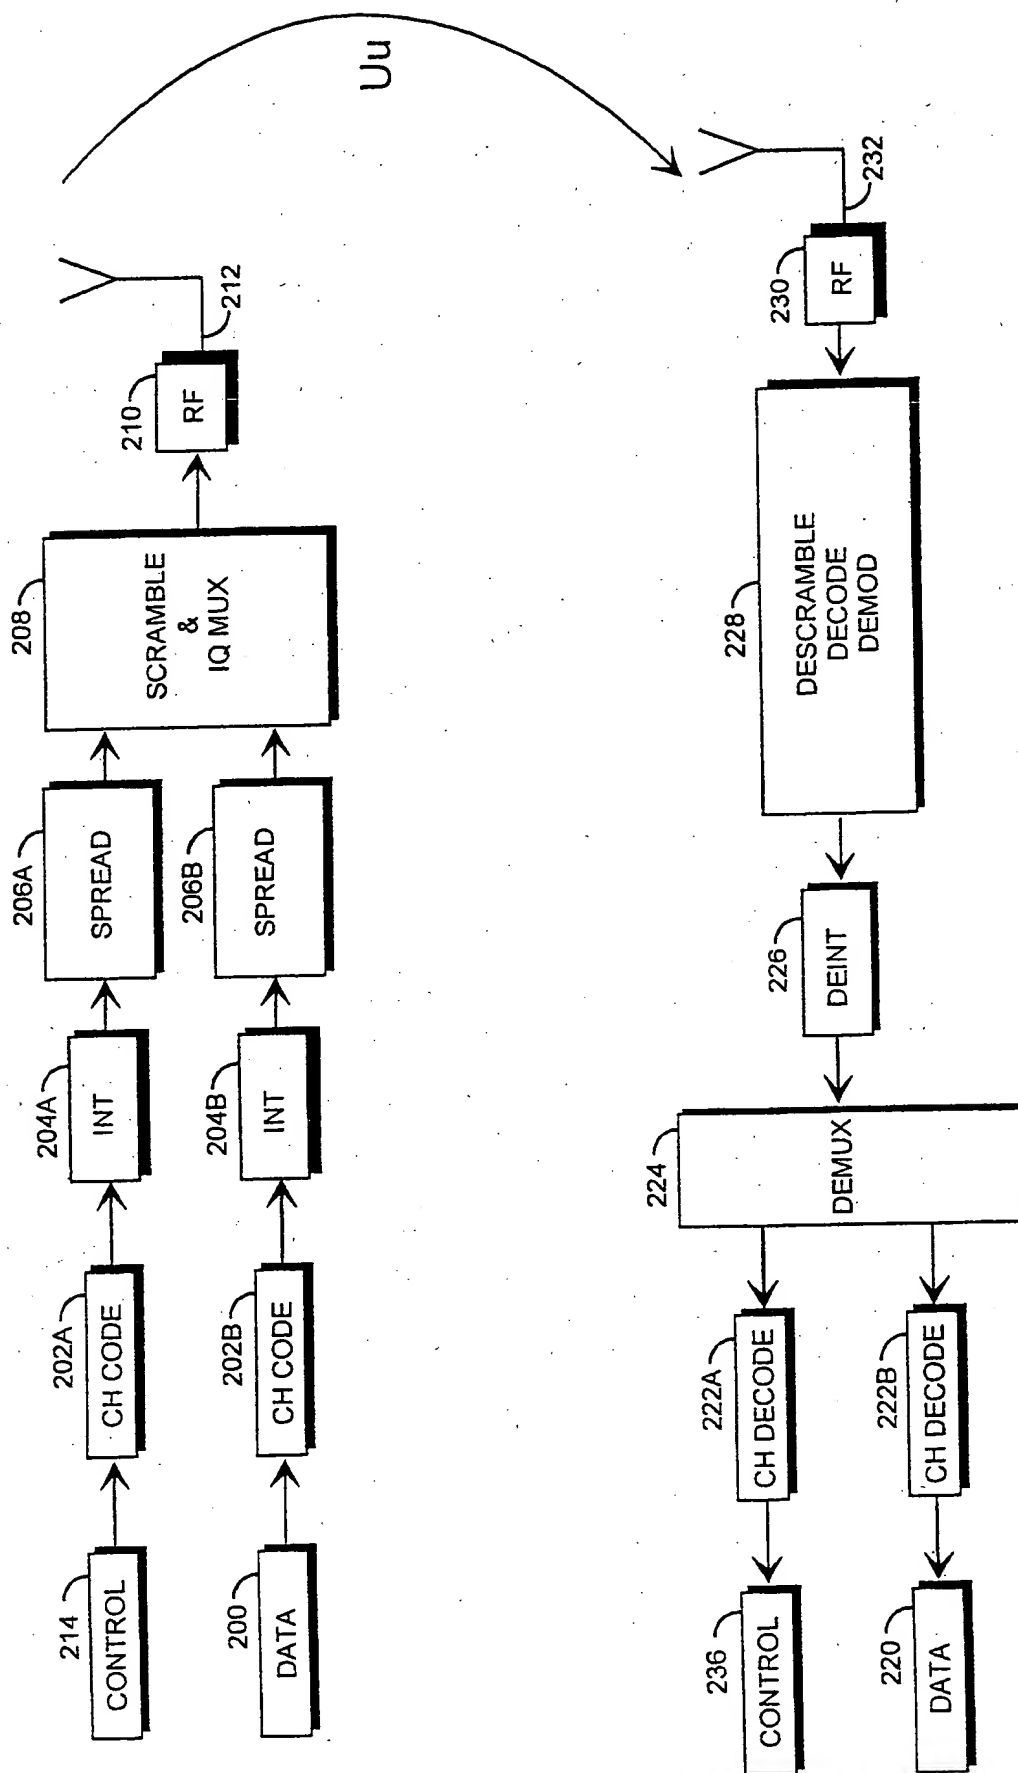 214
CONTROL
202A
CH CODE
204A
INT
206A
SPREAD
208
SCRAMBLE
&
IQ MUX
210
RF
212
200
DATA
202B
CH CODE
204B
INT
206B
SPREAD
Uu
236
CONTROL
222A
CH DECODE
224
DEMUX
226
DEINT
228
DESCRAMBLE
DECODE
DEMOD
230
RF
232
220
DATA
222B
CH DECODE